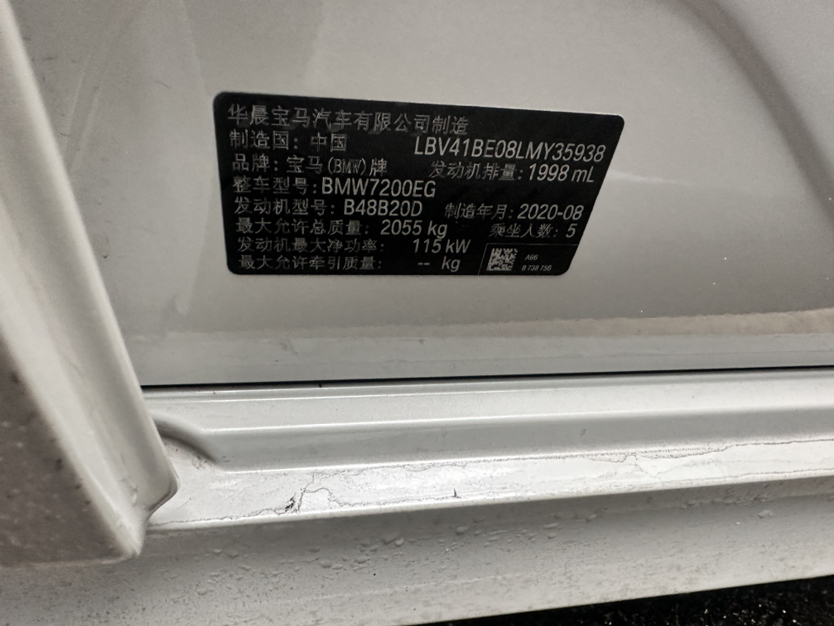 华晨宝马汽车有限公司制造
制造国：中国 LBV41BE08LMY35938
品牌：宝马(BMW)牌 发动机排量：1998 mL
整车型号：BMW7200EG
发动机型号：B48B20D 制造年月：2020-08
最大允许总质量：2055 kg 乘坐人数：5
发动机最大净功率：115 kW
最大允许牵引质量：-- kg
A66
8 738 756